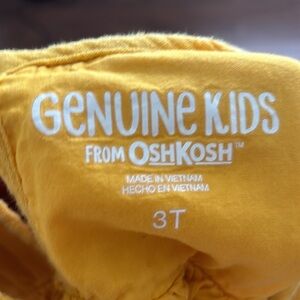 GENUINE KIDS
FROM OSHKOSH™
MADE IN VIETNAM
HECHO EN VIETNAM
3T